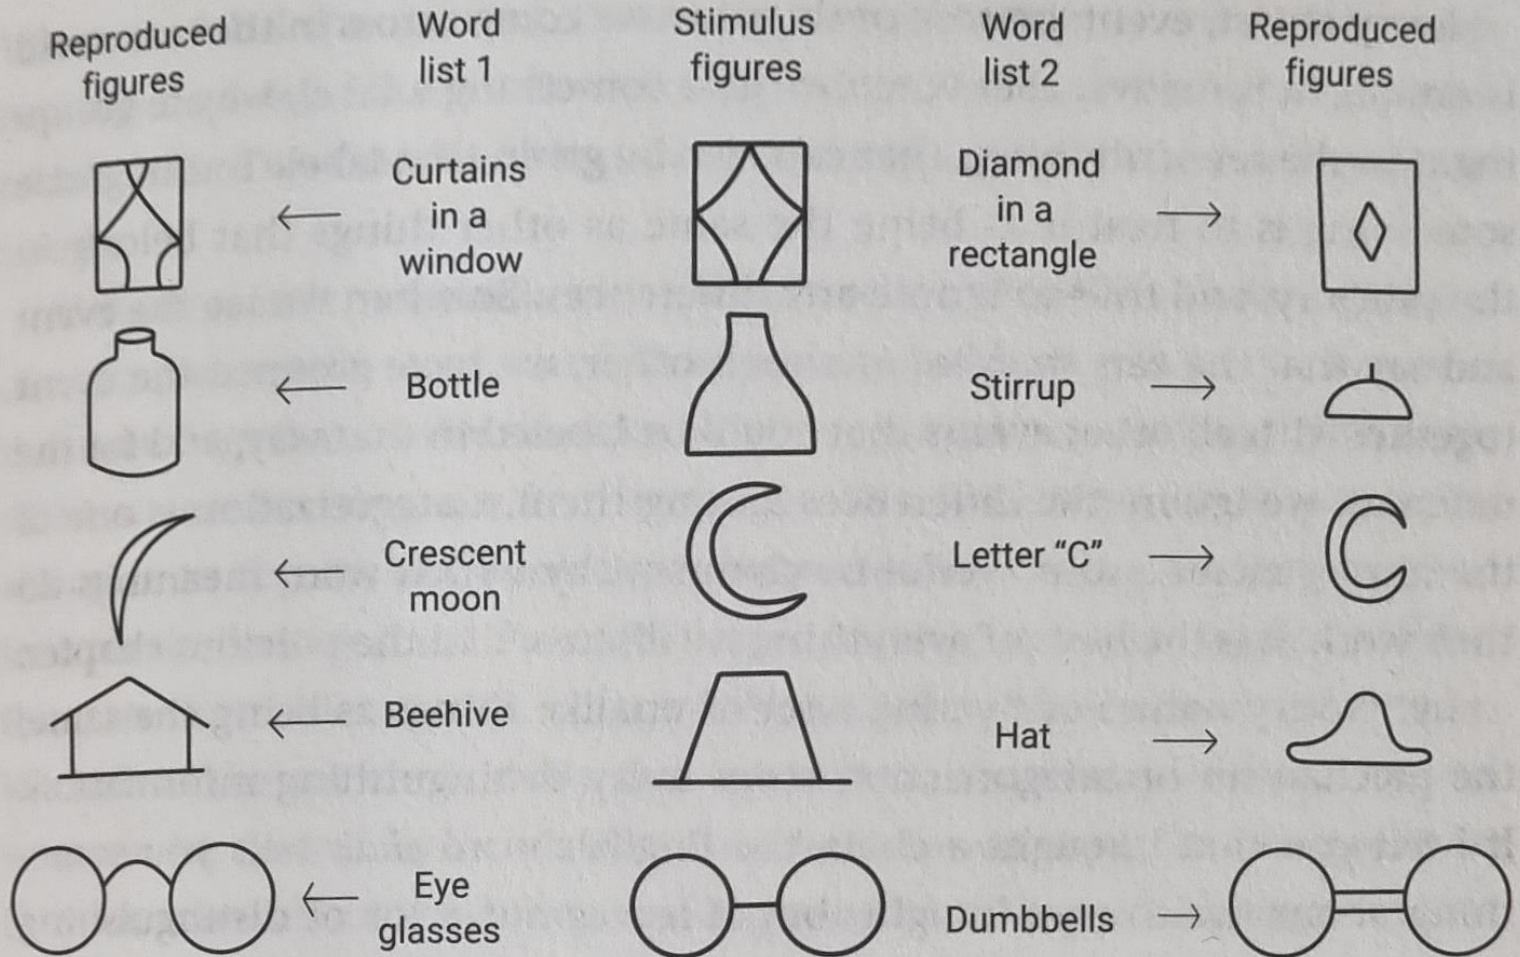 Reproduced
figures
Word
list 1
Stimulus
figures
Word
list 2
Reproduced
figures
Curtains
in a
window
Diamond
in a
rectangle
Bottle
Stirrup
Crescent
moon
Letter “C”
Beehive
Hat
Eye
glasses
Dumbbells